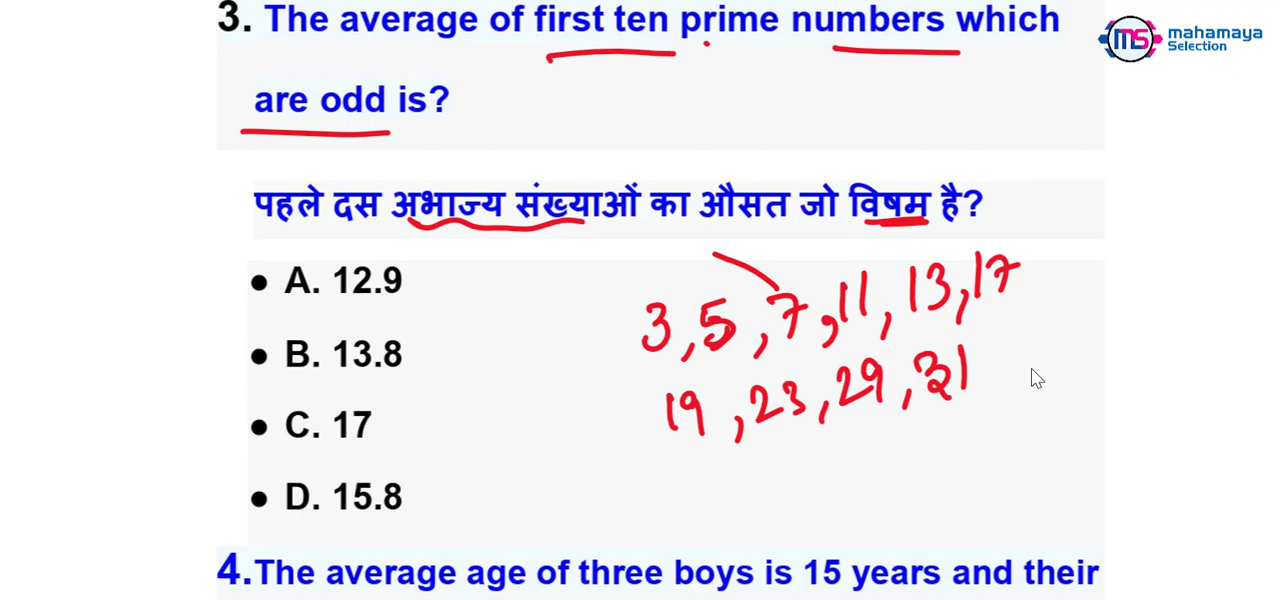 3. The average of first ten prime numbers which
are odd is?
mahamaya
Selection
MS
पहले दस अभाज्य संख्याओं का औसत जो विषम है?
• A. 12.9
• B. 13.8
• C. 17
• D. 15.8
3, 5, 7, 11, 13, 17
19, 23, 29, 31
4.The average age of three boys is 15 years and their